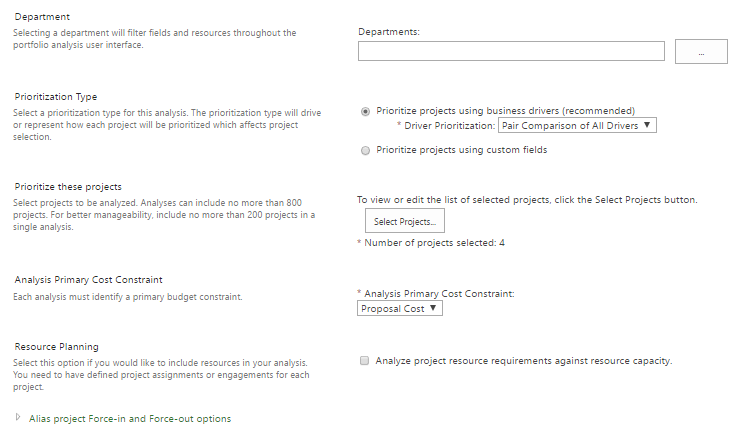 Department
Selecting a department will filter fields and resources throughout the
portfolio analysis user interface.
Departments:
...
Prioritization Type
Select a prioritization type for this analysis. The prioritization type will drive
or represent how each project will be prioritized which affects project
selection.
Prioritize projects using business drivers (recommended)
* Driver Prioritization: Pair Comparison of All Drivers ▼
Prioritize projects using custom fields
Prioritize these projects
Select projects to be analyzed. Analyses can include no more than 800
projects. For better manageability, include no more than 200 projects in a
single analysis.
To view or edit the list of selected projects, click the Select Projects button.
Select Projects...
* Number of projects selected: 4
Analysis Primary Cost Constraint
Each analysis must identify a primary budget constraint.
* Analysis Primary Cost Constraint:
Proposal Cost ▼
Resource Planning
Select this option if you would like to include resources in your analysis.
You need to have defined project assignments or engagements for each
project.
Analyze project resource requirements against resource capacity.
Alias project Force-in and Force-out options